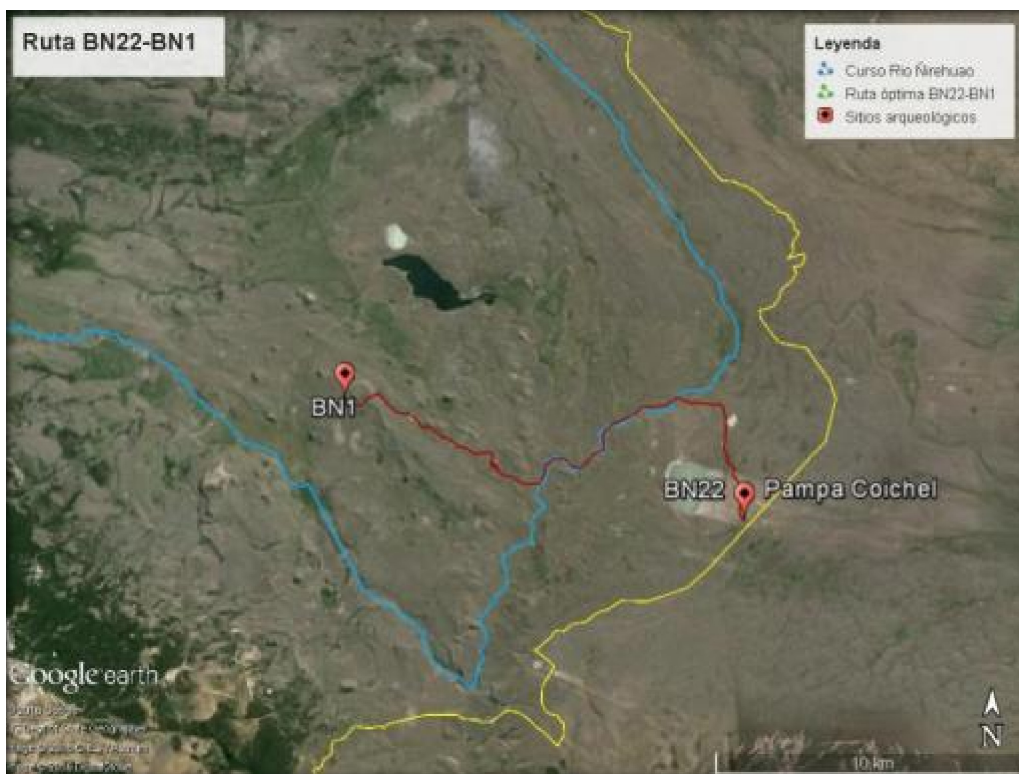 Ruta BN22-BN1
Leyenda
Curso Rio Ñirehuao
Ruta óptima BN22-BN1
Sitios arqueológicos
BN1
BN22 Pampa Coichel
Google earth
N
10 km